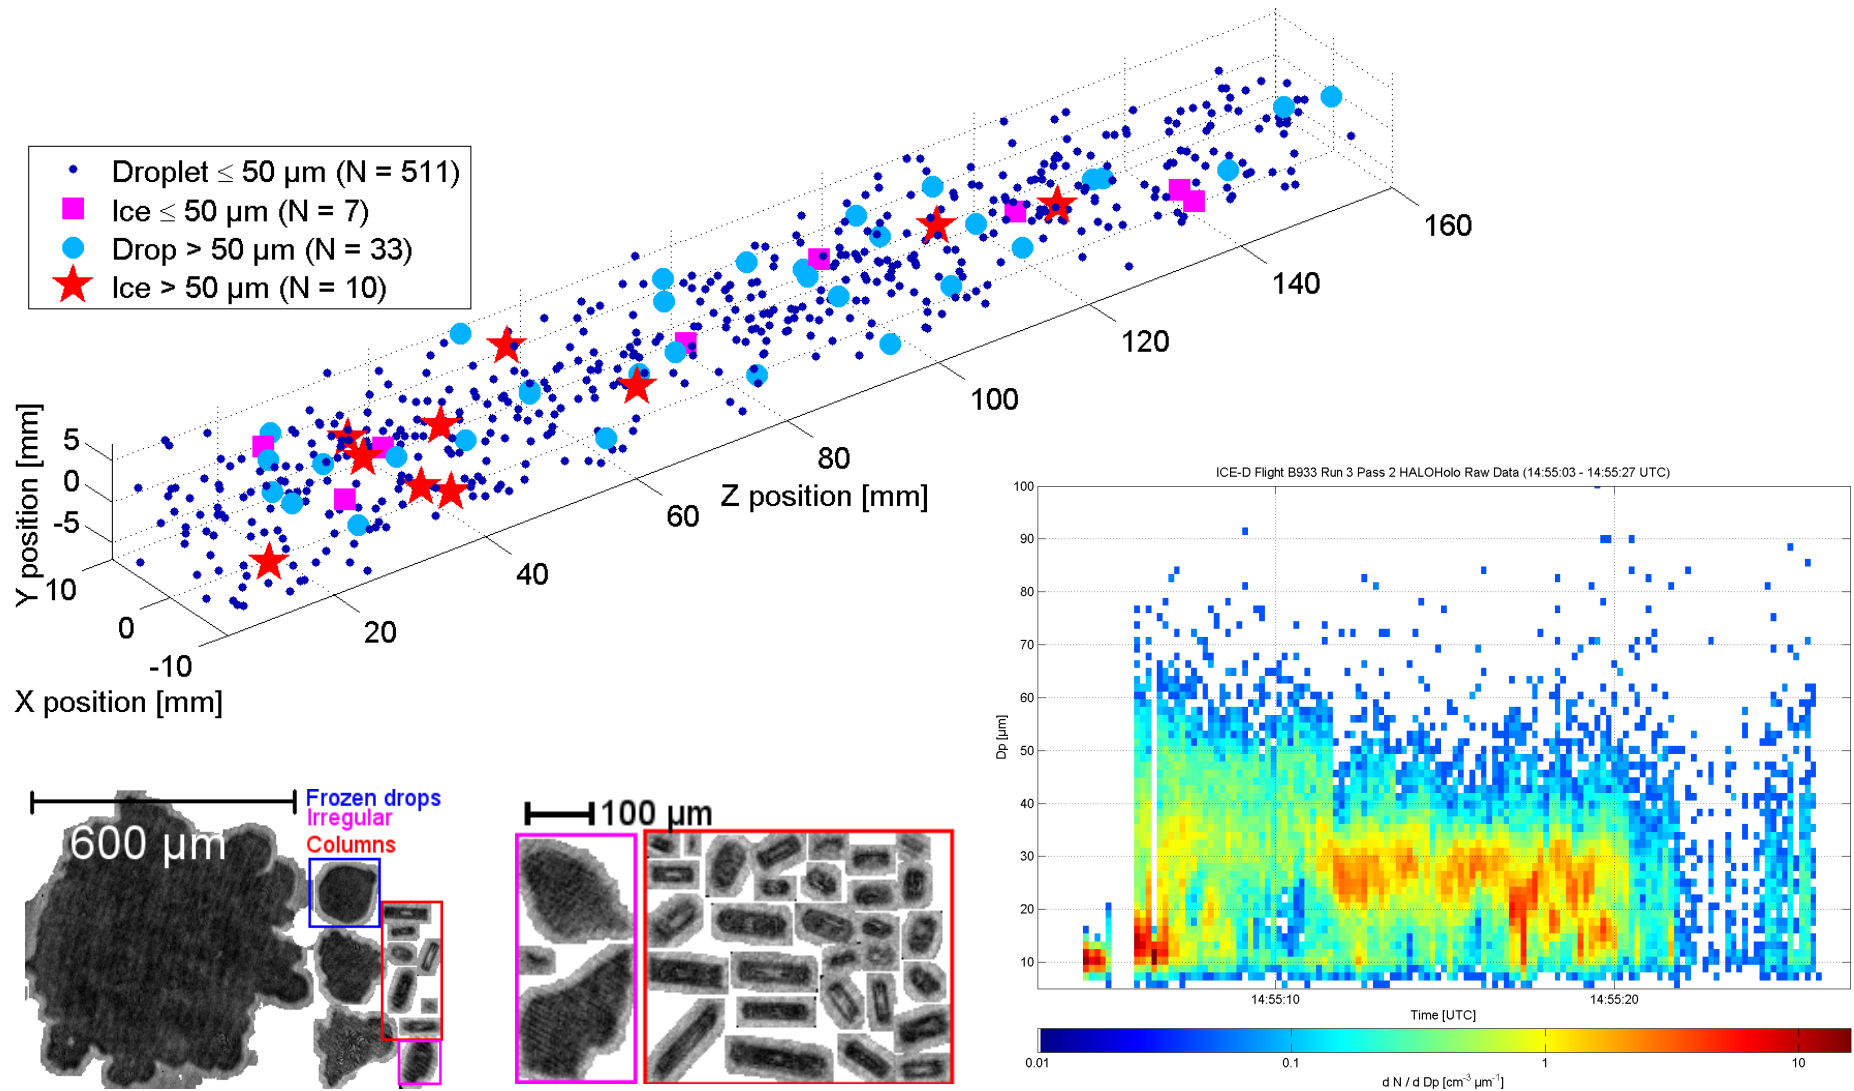 Droplet ≤ 50 µm (N = 511)
Ice ≤ 50 µm (N = 7)
Drop > 50 µm (N = 33)
Ice > 50 µm (N = 10)
Y position [mm]
5
0
-5
10
0
-10
X position [mm]
20
40
60
80
100
120
140
160
Z position [mm]
600 µm
Frozen drops
Irregular
Columns
100 µm
ICE-D Flight B933 Run 3 Pass 2 HALOHolo Raw Data (14:55:03 - 14:55:27 UTC)
Dp [µm]
100
90
80
70
60
50
40
30
20
10
14:55:10
14:55:20
Time [UTC]
0.01
0.1
1
10
d N / d Dp [cm⁻³ µm⁻¹]